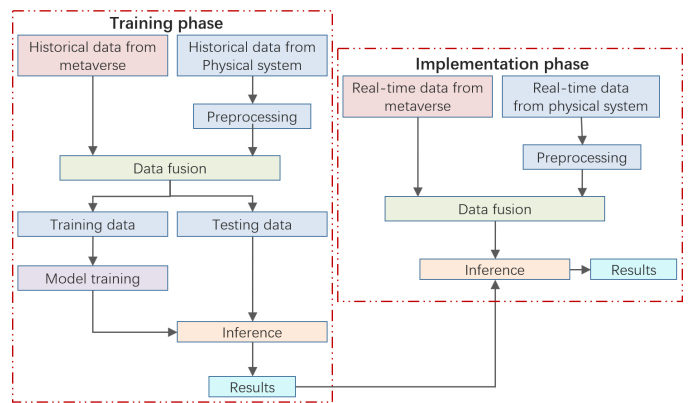 Training phase
Historical data from
metaverse
Historical data from
Physical system
Preprocessing
Data fusion
Training data
Testing data
Model training
Inference
Results
Implementation phase
Real-time data from
metaverse
Real-time data
from physical system
Preprocessing
Data fusion
Inference
Results